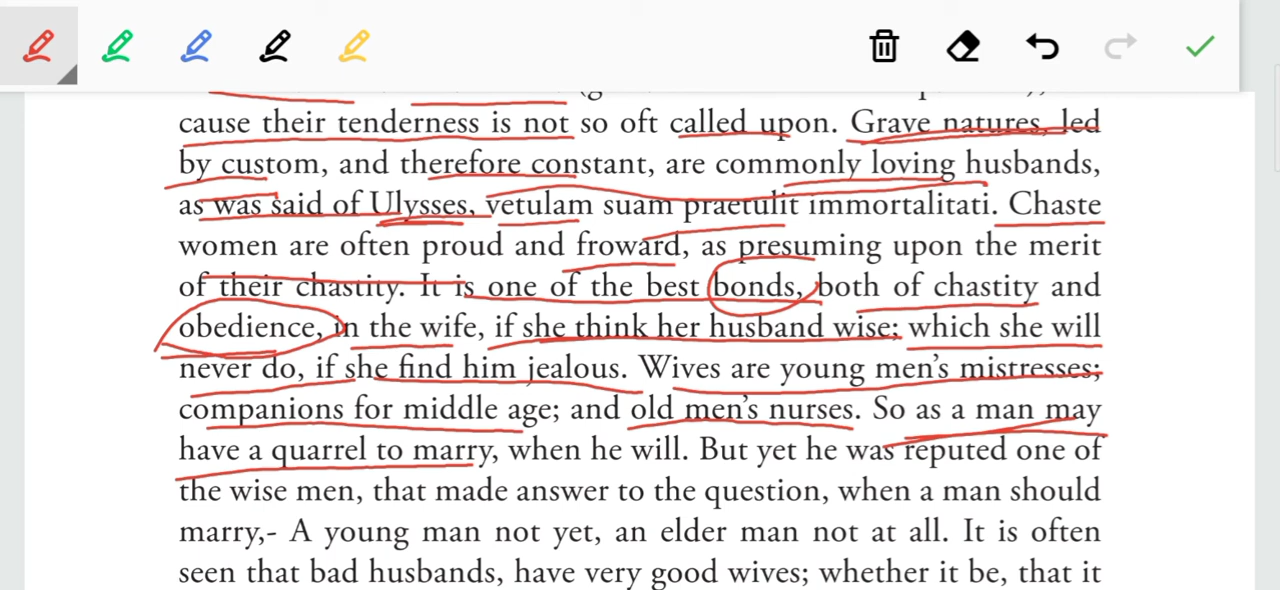 cause their tenderness is not so oft called upon. Grave natures, led
by custom, and therefore constant, are commonly loving husbands,
as was said of Ulysses, vetulam suam praetulit immortalitati. Chaste
women are often proud and froward, as presuming upon the merit
of their chastity. It is one of the best bonds, both of chastity and
obedience, in the wife, if she think her husband wise; which she will
never do, if she find him jealous. Wives are young men's mistresses;
companions for middle age; and old men's nurses. So as a man may
have a quarrel to marry, when he will. But yet he was reputed one of
the wise men, that made answer to the question, when a man should
marry,- A young man not yet, an elder man not at all. It is often
seen that bad husbands, have very good wives; whether it be, that it